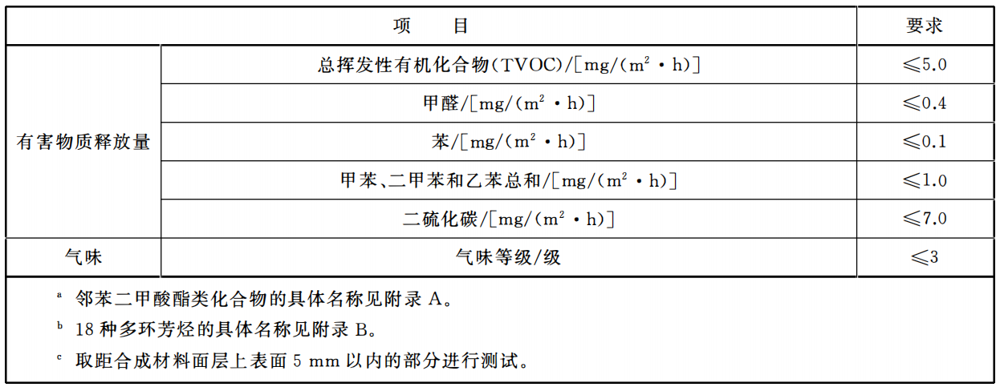 项 目 要求
有害物质释放量 总挥发性有机化合物(TVOC)/[mg/(m²·h)] ≤5.0
甲醛/[mg/(m²·h)] ≤0.4
苯/[mg/(m²·h)] ≤0.1
甲苯、二甲苯和乙苯总和/[mg/(m²·h)] ≤1.0
二硫化碳/[mg/(m²·h)] ≤7.0
气味 气味等级/级 ≤3
ᵃ 邻苯二甲酸酯类化合物的具体名称见附录 A。
ᵇ 18 种多环芳烃的具体名称见附录 B。
ᶜ 取距合成材料面层上表面 5 mm 以内的部分进行测试。